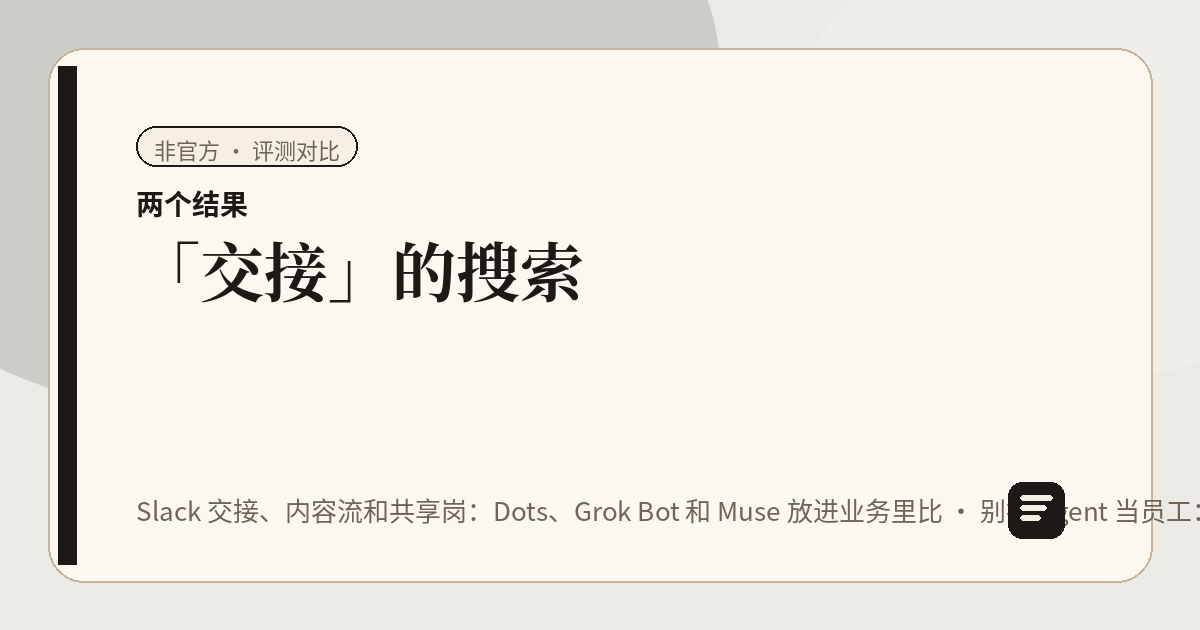 非官方 · 评测对比
两个结果
「交接」的搜索
Slack 交接、内容流和共享岗：Dots、Grok Bot 和 Muse 放进业务里比 · 别 gent 当员工：